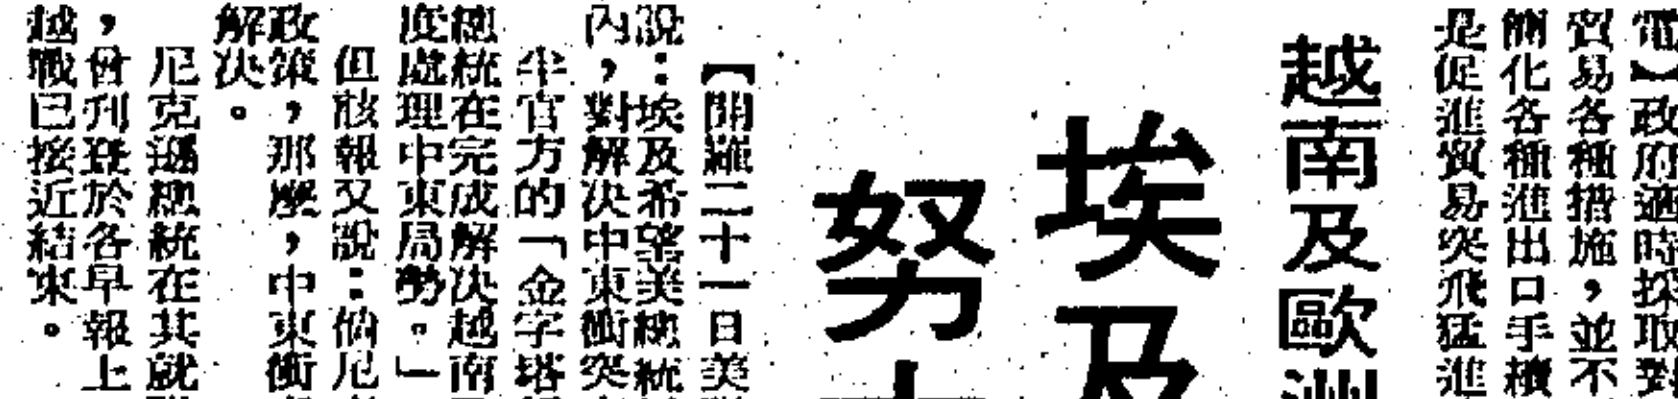 電】政府適時採取對
貿易各種措施，並不
簡化各種進出口手續
是促進貿易突飛猛進
越南及歐洲
埃及
努
【開羅二十一日美
說：埃及希望美總統
內，對解決中東衝突
半官方的「金字塔
總統在完成解決越南
度處理中東局勢。」
但該報又說：倘尼
政策，那麼，中東衝
解決。
尼克遜總統在其就
，會刊登於各早報上
越戰已接近結束。